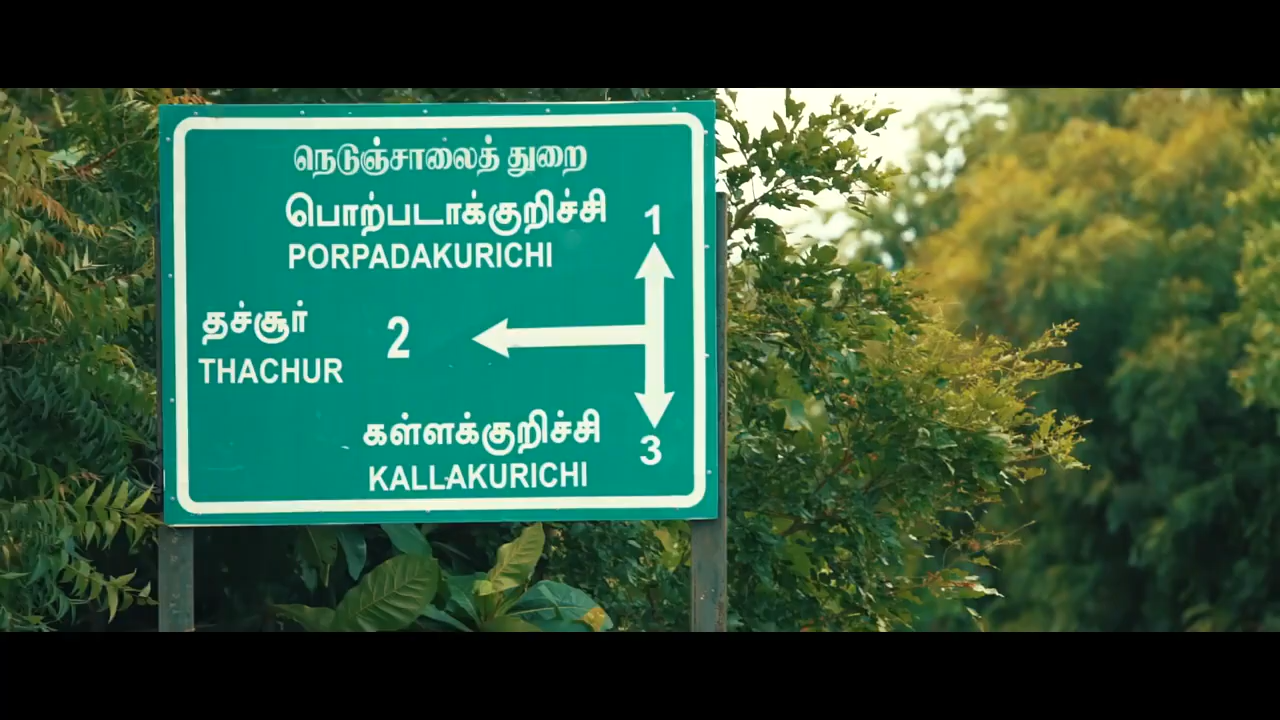 நெடுஞ்சாலைத் துறை
பொற்படாக்குறிச்சி
PORPADAKURICHI
1
தச்சூர்
THACHUR
2
கள்ளக்குறிச்சி
KALLAKURICHI
3